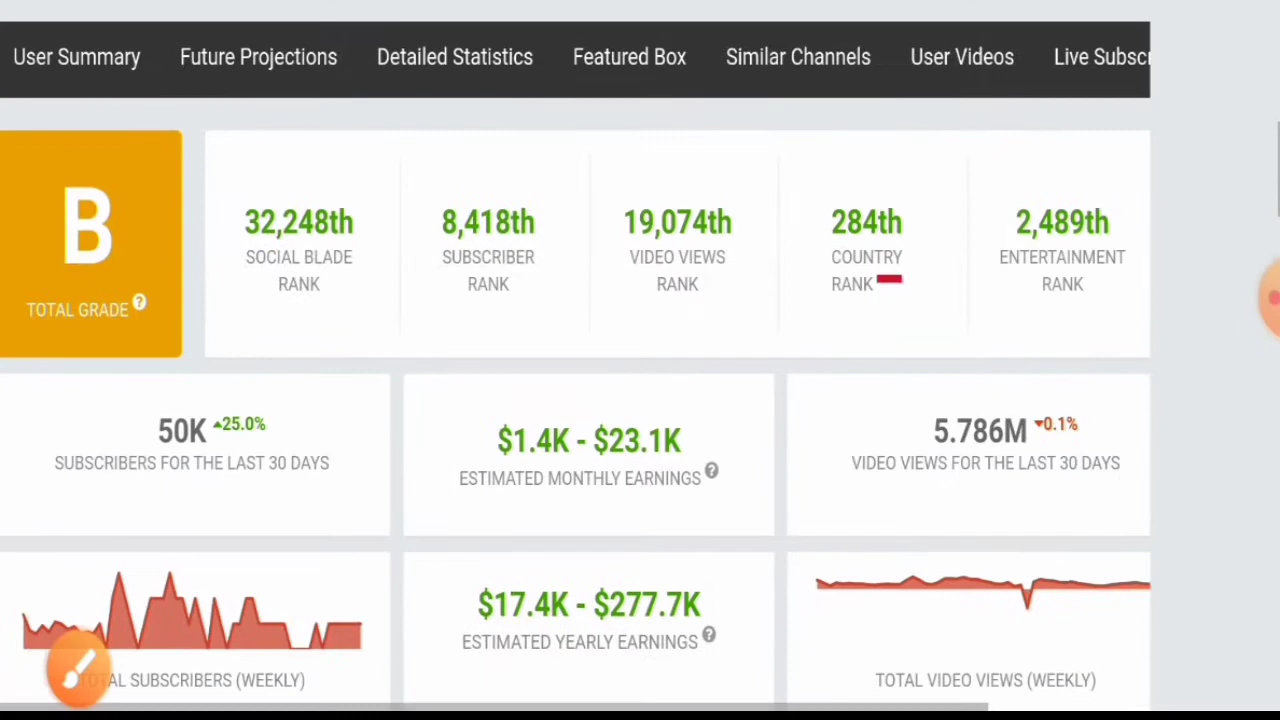 User Summary Future Projections Detailed Statistics Featured Box Similar Channels User Videos Live Subscr
B
TOTAL GRADE ?
32,248th
SOCIAL BLADE
RANK
8,418th
SUBSCRIBER
RANK
19,074th
VIDEO VIEWS
RANK
284th
COUNTRY
RANK
2,489th
ENTERTAINMENT
RANK
50K 25.0%
SUBSCRIBERS FOR THE LAST 30 DAYS
$1.4K - $23.1K
ESTIMATED MONTHLY EARNINGS ?
5.786M 0.1%
VIDEO VIEWS FOR THE LAST 30 DAYS
TOTAL SUBSCRIBERS (WEEKLY)
$17.4K - $277.7K
ESTIMATED YEARLY EARNINGS ?
TOTAL VIDEO VIEWS (WEEKLY)